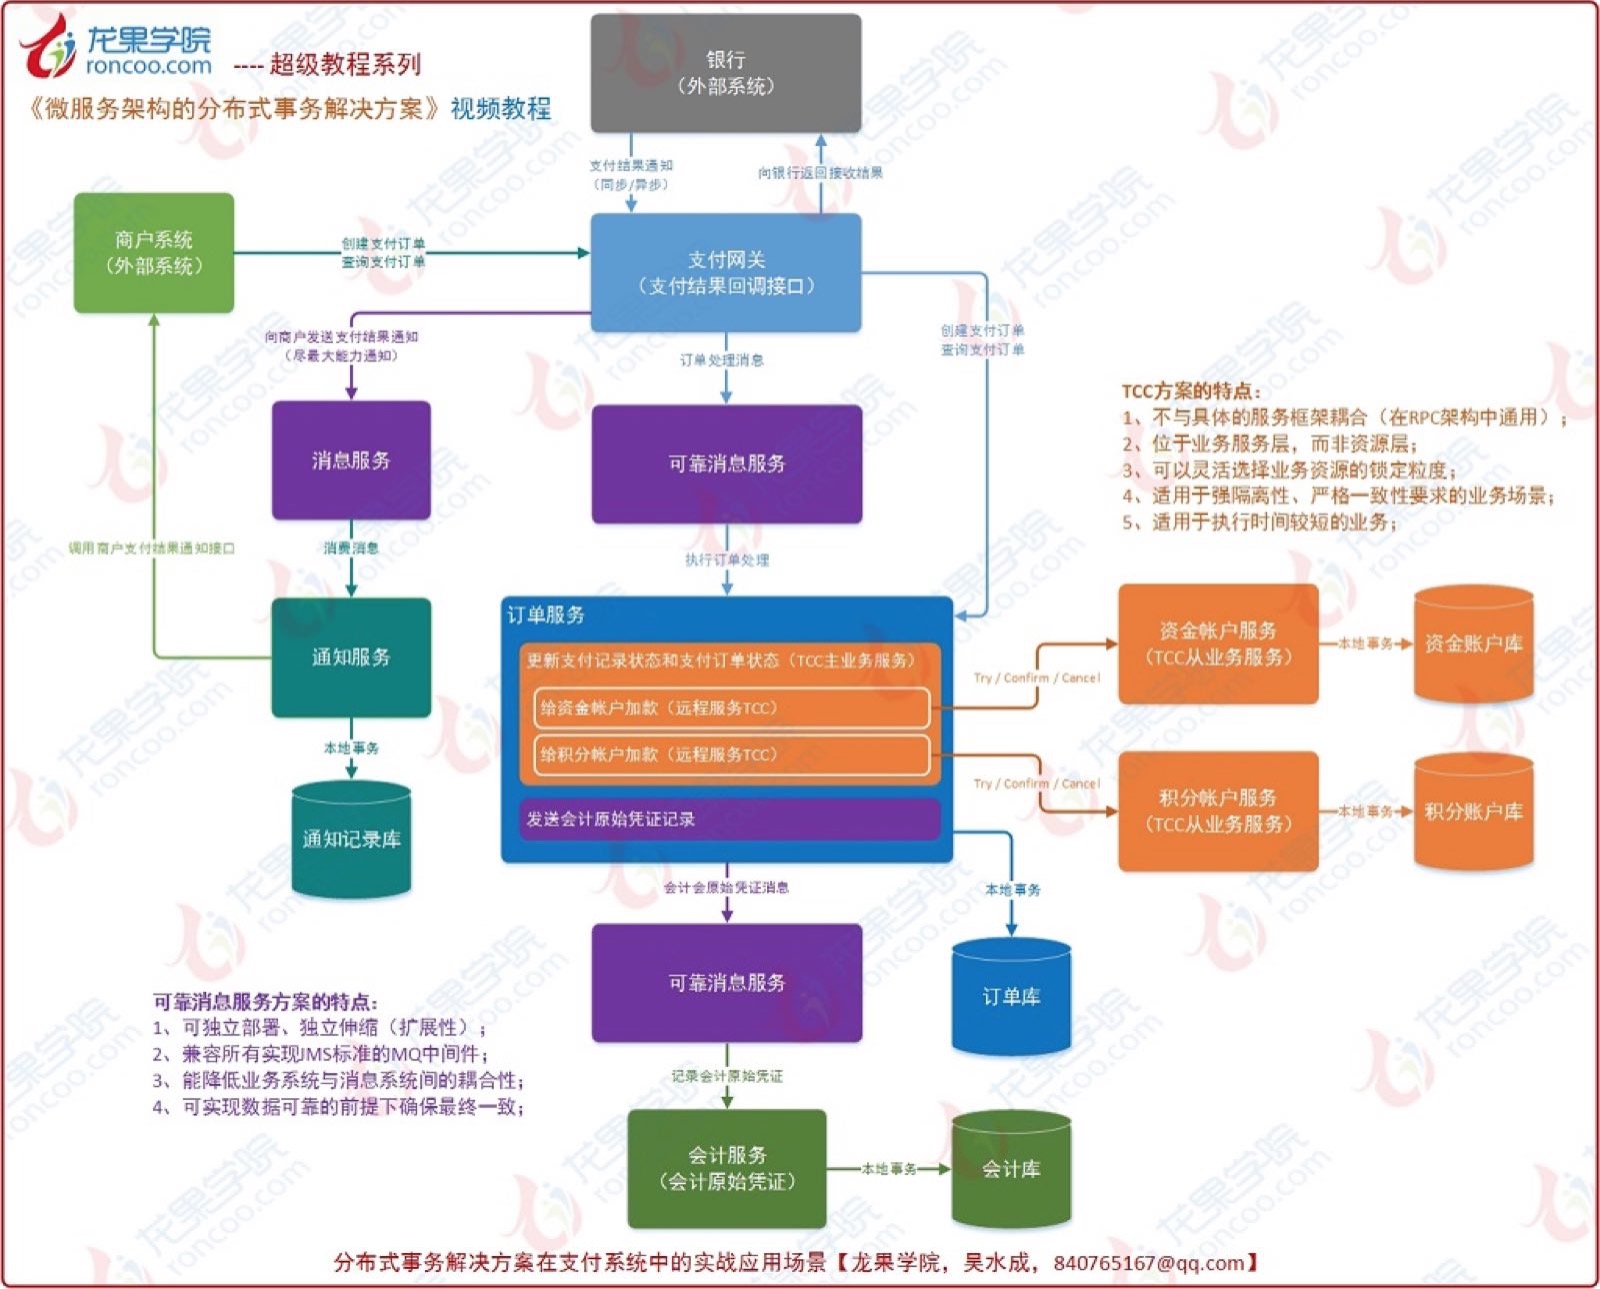 龙果学院
roncoo.com
---- 超级教程系列
《微服务架构的分布式事务解决方案》视频教程
银行
（外部系统）
支付结果通知
（同步/异步）
向银行返回接收结果
商户系统
（外部系统）
创建支付订单
查询支付订单
支付网关
（支付结果回调接口）
向商户发送支付结果通知
（尽最大能力通知）
订单处理消息
创建支付订单
查询支付订单
TCC方案的特点：
1、不与具体的服务框架耦合（在RPC架构中通用）；
2、位于业务服务层，而非资源层；
3、可以灵活选择业务资源的锁定粒度；
4、适用于强隔离性、严格一致性要求的业务场景；
5、适用于执行时间较短的业务；
消息服务
可靠消息服务
调用商户支付结果通知接口
消费消息
执行订单处理
通知服务
订单服务
更新支付记录状态和支付订单状态（TCC主业务服务）
给资金帐户加款（远程服务TCC）
给积分帐户加款（远程服务TCC）
发送会计原始凭证记录
Try / Confirm / Cancel
资金帐户服务
（TCC从业务服务）
本地事务
资金账户库
Try / Confirm / Cancel
积分帐户服务
（TCC从业务服务）
本地事务
积分账户库
本地事务
通知记录库
会计会原始凭证消息
本地事务
可靠消息服务
订单库
可靠消息服务方案的特点：
1、可独立部署、独立伸缩（扩展性）；
2、兼容所有实现JMS标准的MQ中间件；
3、能降低业务系统与消息系统间的耦合性；
4、可实现数据可靠的前提下确保最终一致；
记录会计原始凭证
会计服务
（会计原始凭证）
本地事务
会计库
分布式事务解决方案在支付系统中的实战应用场景【龙果学院，吴水成，840765167@qq.com】